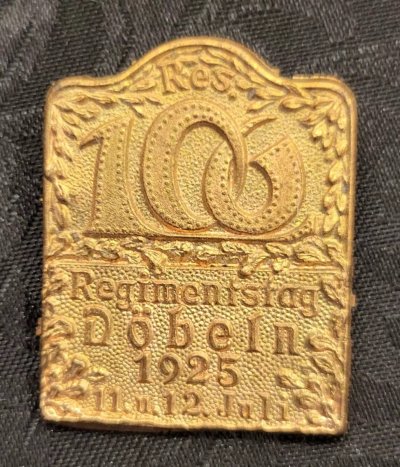 Res.
106
Regimentstag
Döbeln
1925
11. u. 12. Juli